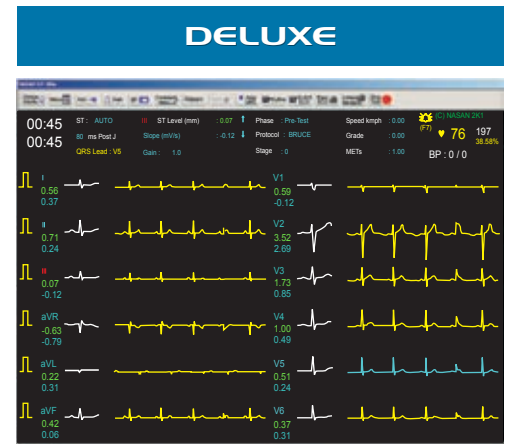 DELUXE
00:45
00:45
ST : AUTO
80 ms Post J
QRS Lead : V5
III ST Level (mm) : 0.07
Slope (mV/s) : -0.12
Gain : 1.0
Phase : Pre-Test
Protocol : BRUCE
Stage : 0
Speed kmph : 0.00
Grade : 0.00
METs : 1.00
(C) NASAN 2K1
(F7) 76 197
38.58%
BP : 0 / 0
I
0.56
0.37
V1
0.59
-0.12
II
0.71
0.24
V2
3.52
2.69
III
0.07
-0.12
V3
1.73
0.85
aVR
-0.63
-0.79
V4
1.00
0.49
aVL
0.22
0.31
V5
0.51
0.24
aVF
0.42
0.06
V6
0.37
0.31